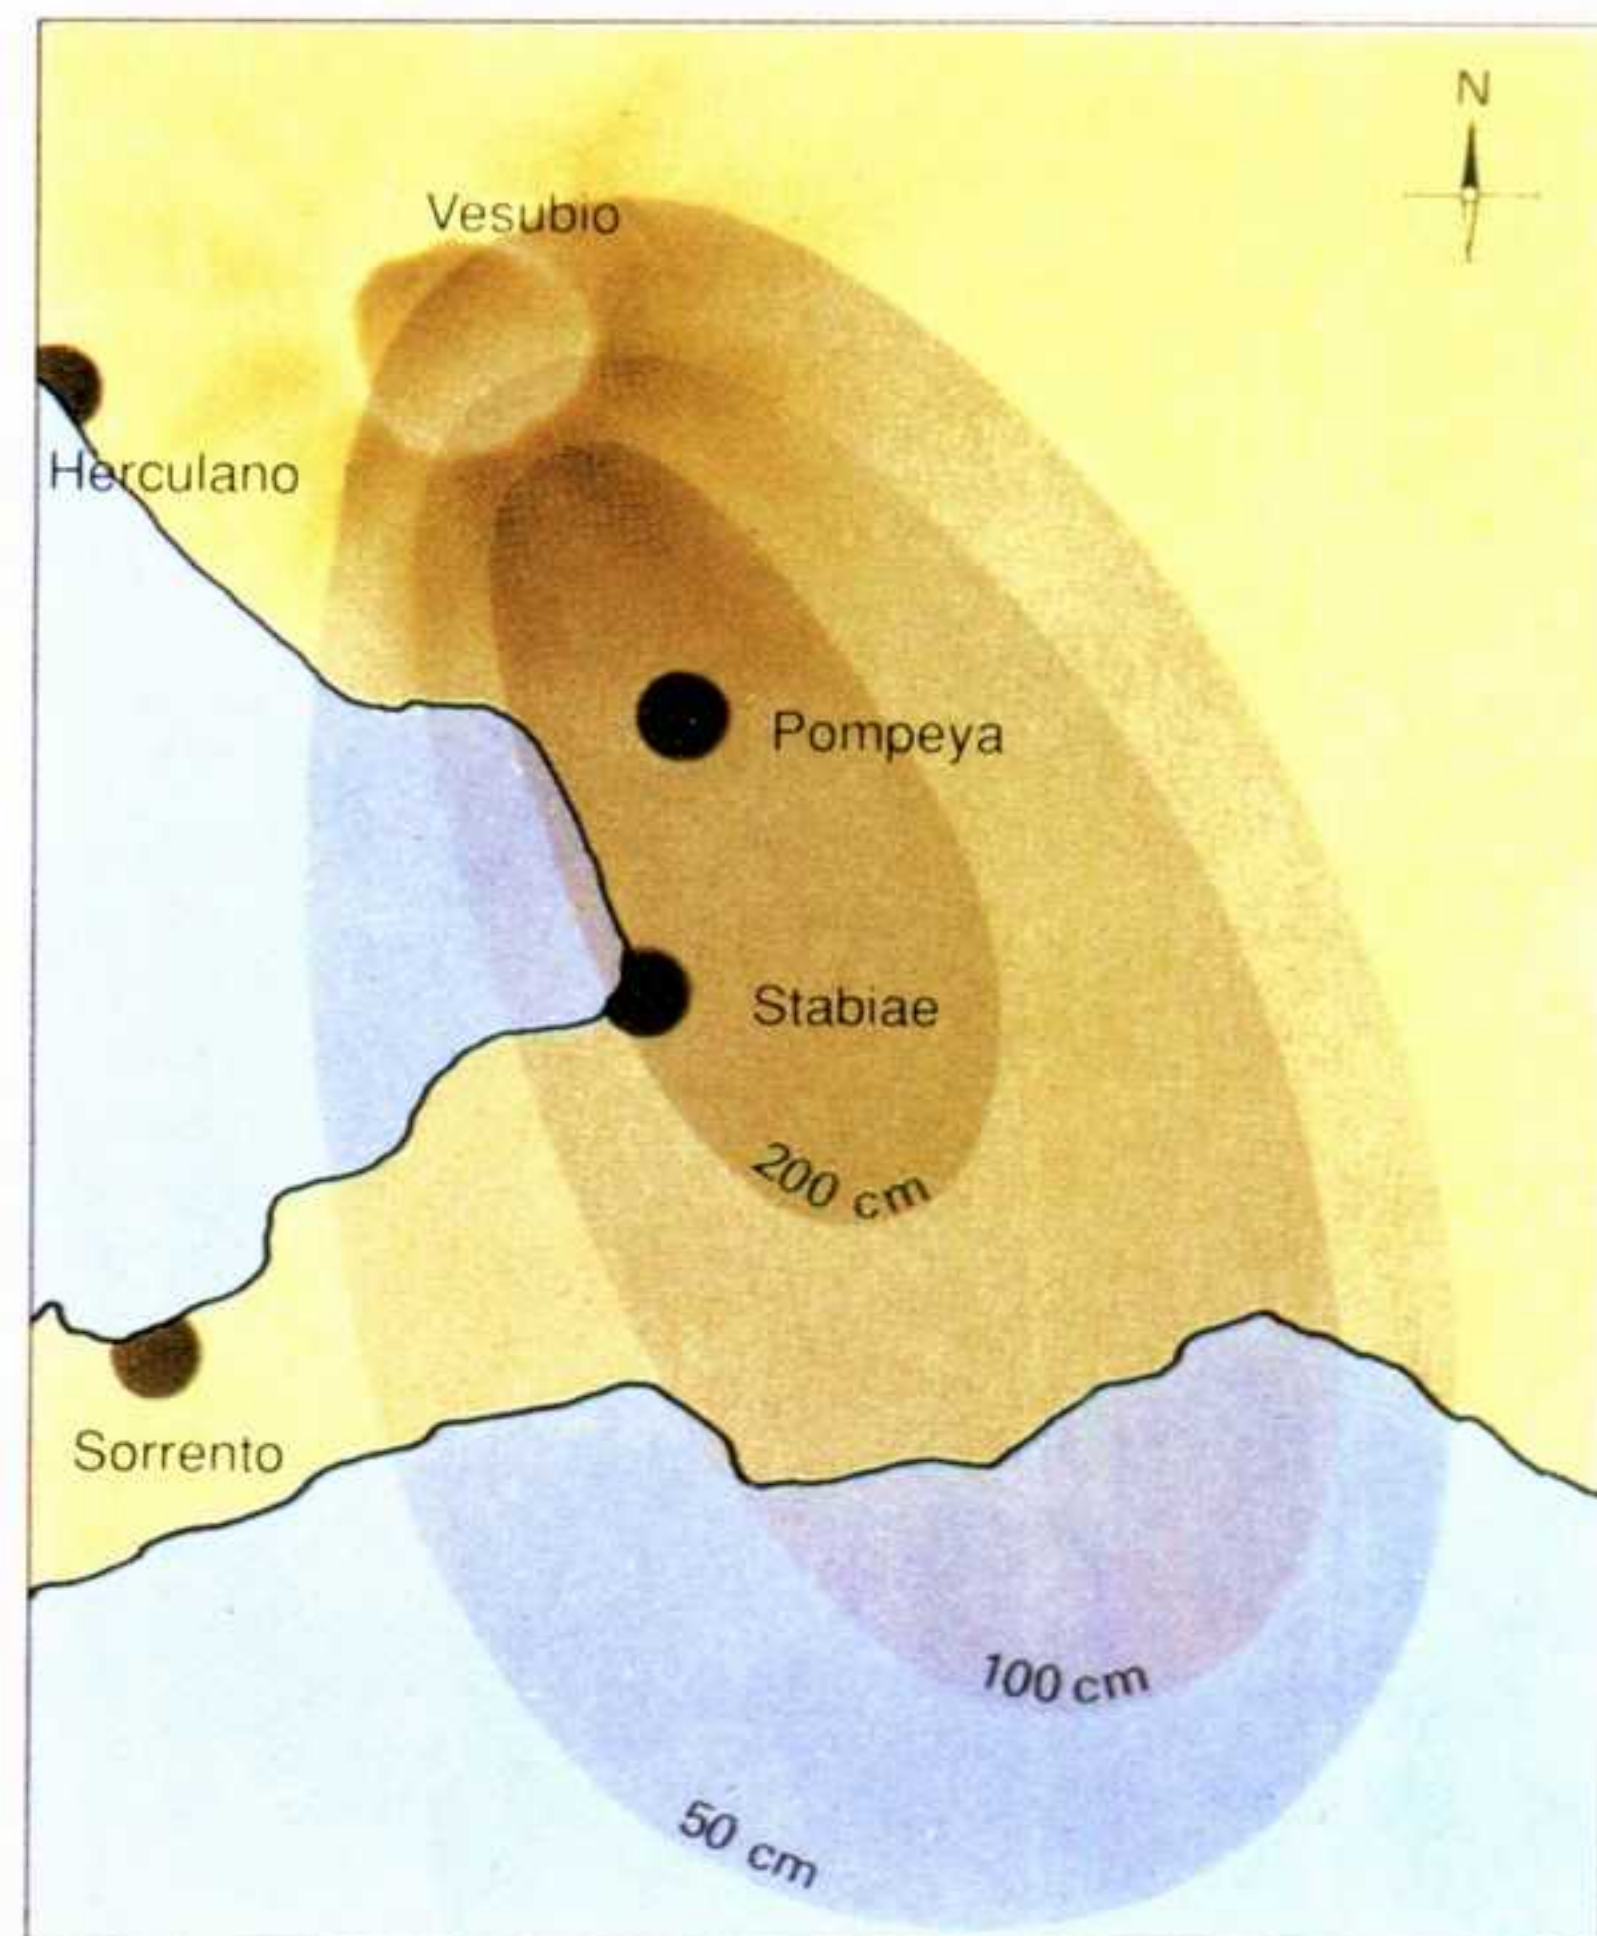 N
Vesubio
Herculano
Pompeya
Stabiae
200 cm
Sorrento
100 cm
50 cm